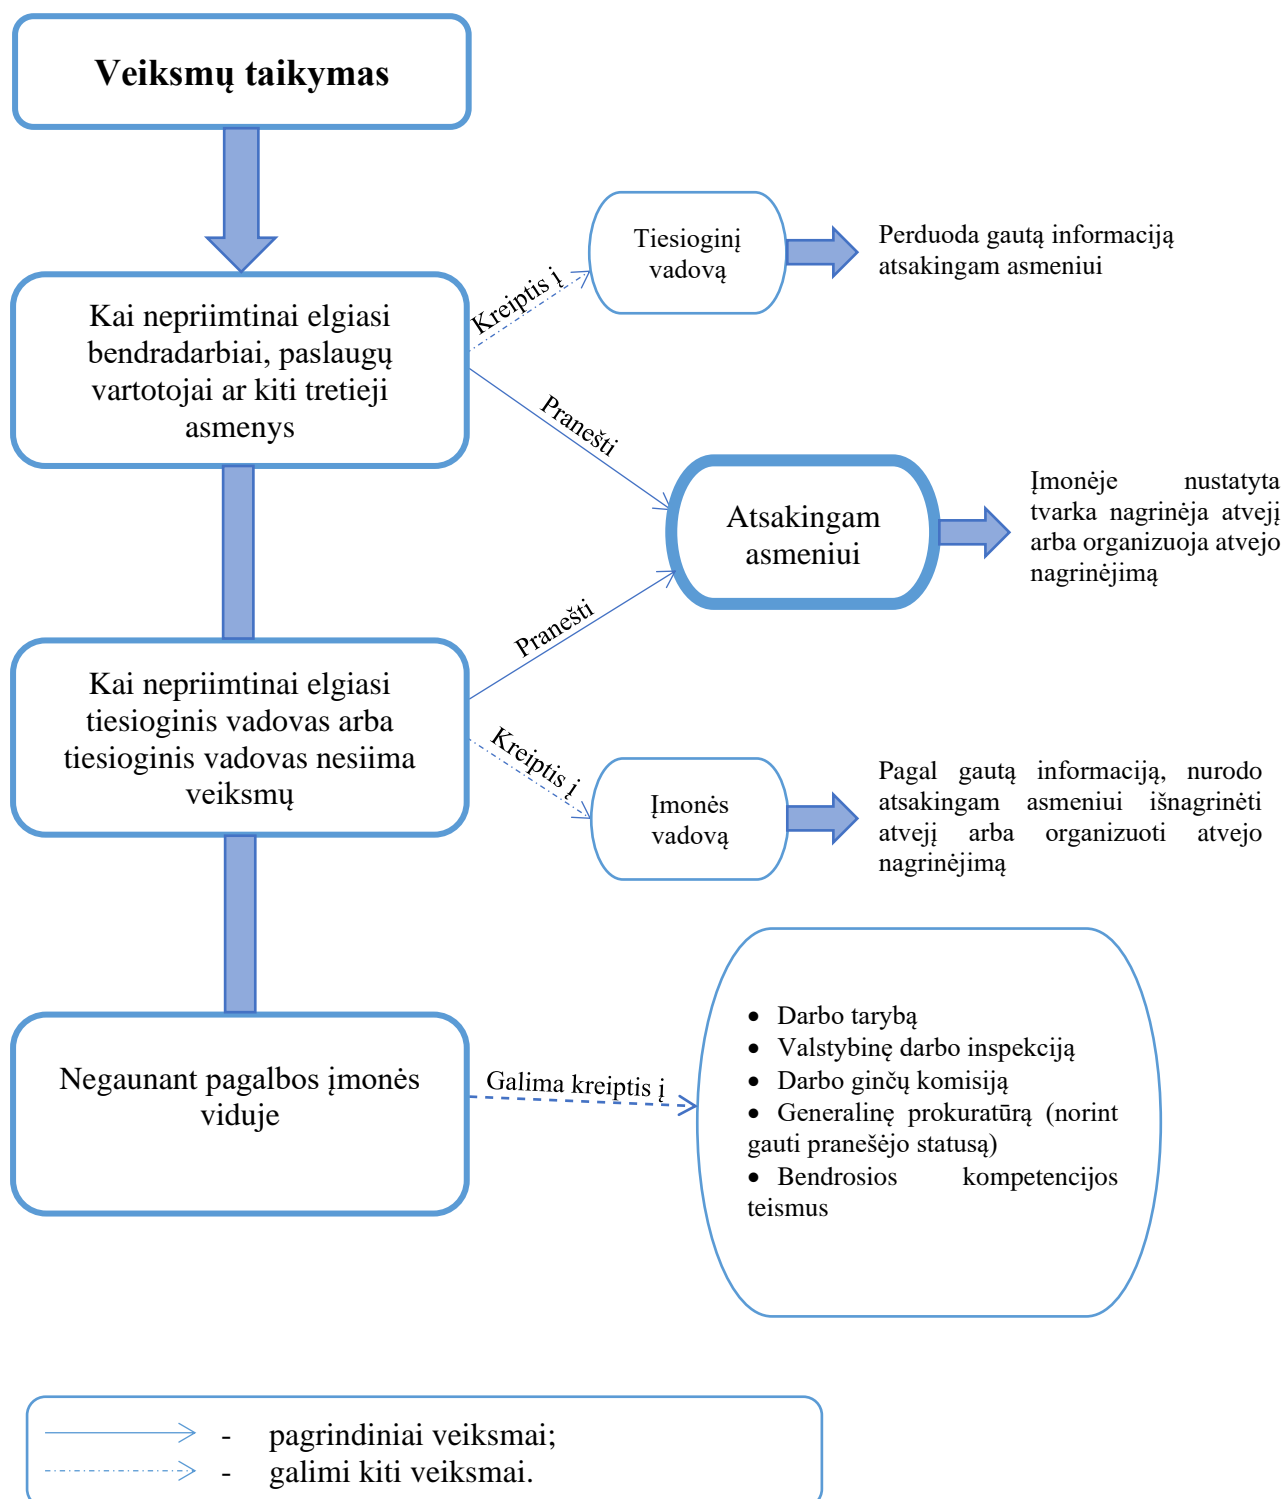 Veiksmų taikymas
Tiesioginį
vadovą
Perduoda gautą informaciją
atsakingam asmeniui
Kreiptis į
Kai nepriimtinai elgiasi
bendradarbiai, paslaugų
vartotojai ar kiti tretieji
asmenys
Pranešti
Atsakingam
asmeniui
Įmonėje nustatyta
tvarka nagrinėja atvejį
arba organizuoja atvejo
nagrinėjimą
Pranešti
Kai nepriimtinai elgiasi
tiesioginis vadovas arba
tiesioginis vadovas nesiima
veiksmų
Kreiptis į
Įmonės
vadovą
Pagal gautą informaciją, nurodo
atsakingam asmeniui išnagrinėti
atvejį arba organizuoti atvejo
nagrinėjimą
Negaunant pagalbos įmonės
viduje
Galima kreiptis į
• Darbo tarybą
• Valstybinę darbo inspekciją
• Darbo ginčų komisiją
• Generalinę prokuratūrą (norint
gauti pranešėjo statusą)
• Bendrosios kompetencijos
teismus
- pagrindiniai veiksmai;
- galimi kiti veiksmai.